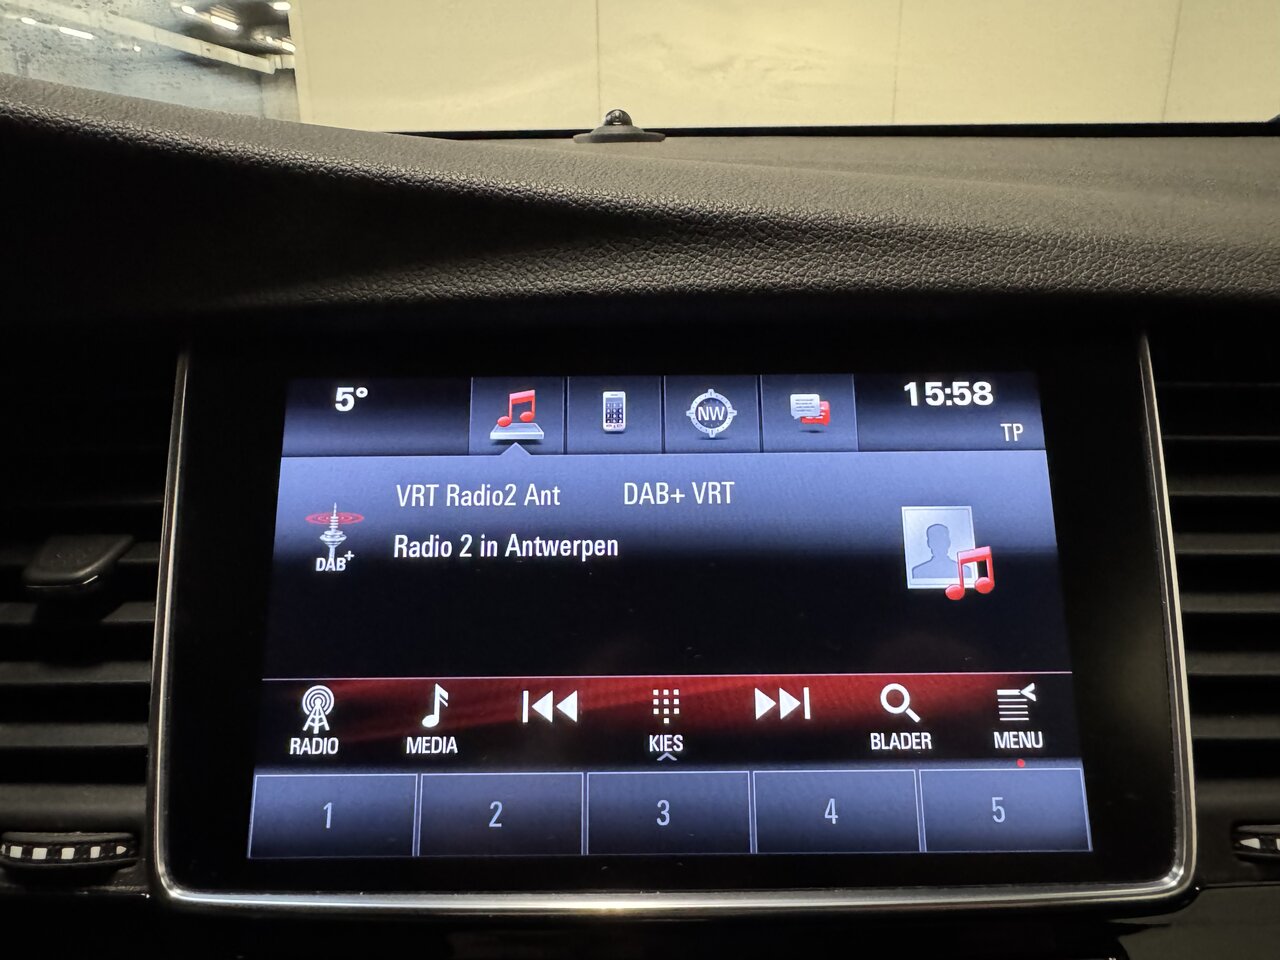 5° NW 15:58
TP
VRT Radio2 Ant DAB+ VRT
Radio 2 in Antwerpen
DAB+
RADIO MEDIA KIES BLADER MENU
1 2 3 4 5